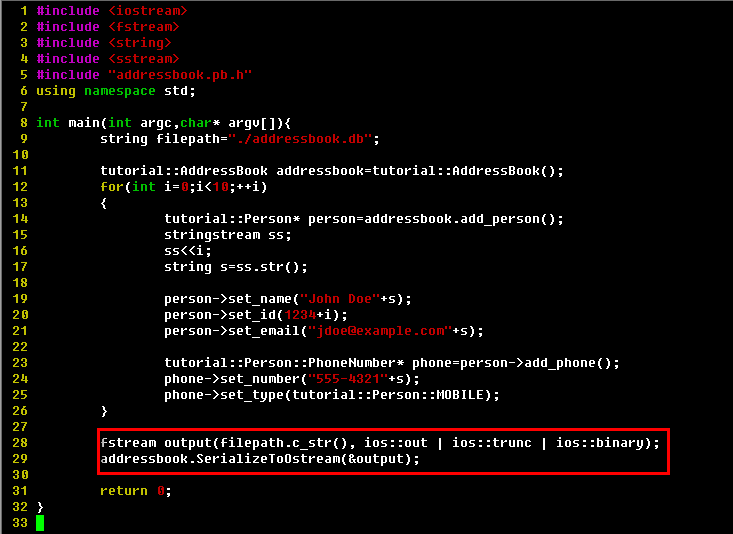 1 #include <iostream>
2 #include <fstream>
3 #include <string>
4 #include <sstream>
5 #include "addressbook.pb.h"
6 using namespace std;
7
8 int main(int argc,char* argv[]){
9         string filepath="./addressbook.db";
10
11         tutorial::AddressBook addressbook=tutorial::AddressBook();
12         for(int i=0;i<10;++i)
13         {
14                 tutorial::Person* person=addressbook.add_person();
15                 stringstream ss;
16                 ss<<i;
17                 string s=ss.str();
18
19                 person->set_name("John Doe"+s);
20                 person->set_id(1234+i);
21                 person->set_email("jdoe@example.com"+s);
22
23                 tutorial::Person::PhoneNumber* phone=person->add_phone();
24                 phone->set_number("555-4321"+s);
25                 phone->set_type(tutorial::Person::MOBILE);
26         }
27
28         fstream output(filepath.c_str(), ios::out | ios::trunc | ios::binary);
29         addressbook.SerializeToOstream(&output);
30
31         return 0;
32 }
33